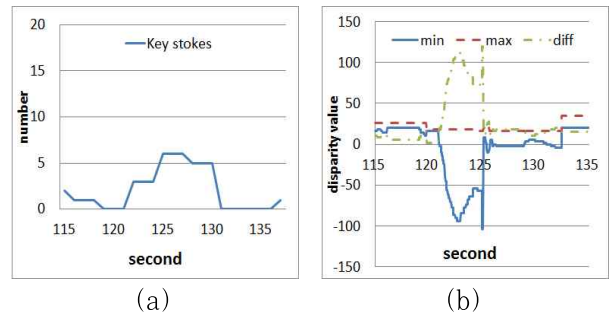 20
15
10
5
0
number
Key stokes
115 120 125 130 135
second
(a)
150
100
50
0
-50
-100
-150
disparity value
min max diff
115 120 125 130 135
second
(b)